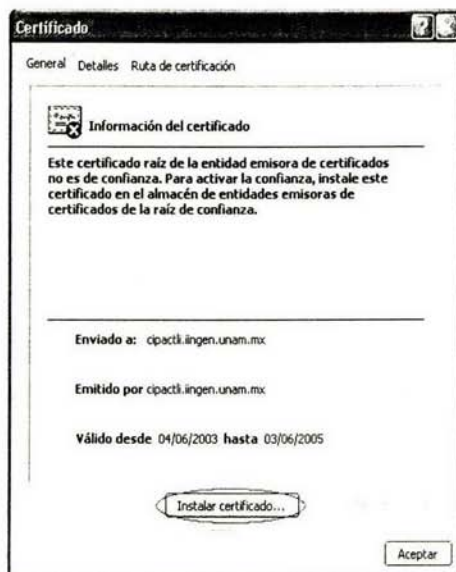 Certificado
General Detalles Ruta de certificación
Información del certificado
Este certificado raíz de la entidad emisora de certificados
no es de confianza. Para activar la confianza, instale este
certificado en el almacén de entidades emisoras de
certificados de la raíz de confianza.
Enviado a: cipactli.iingen.unam.mx
Emitido por cipactli.iingen.unam.mx
Válido desde 04/06/2003 hasta 03/06/2005
Instalar certificado...
Aceptar